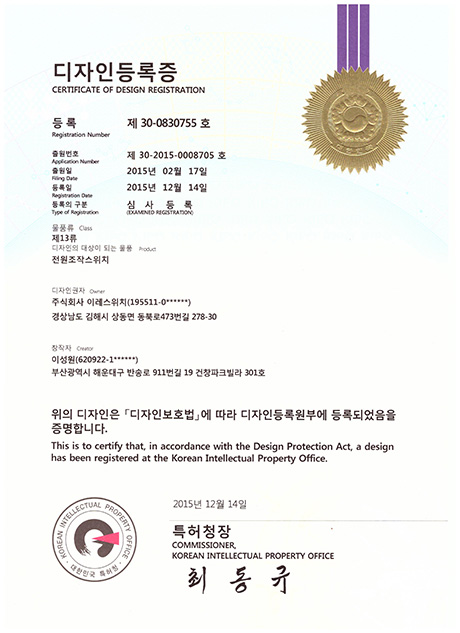 디자인등록증
CERTIFICATE OF DESIGN REGISTRATION
등록 제 30-0830755 호
Registration Number
출원번호 제 30-2015-0008705 호
Application Number
출원일 2015년 02월 17일
Filing Date
등록일 2015년 12월 14일
Registration Date
등록의 구분 심사등록
Type of Registration (EXAMINED REGISTRATION)
물품류 Class
제13류
디자인의 대상이 되는 물품 Product
전원조작스위치
디자인권자 Owner
주식회사 이레스위치(195511-0******)
경상남도 김해시 상동면 동북로473번길 278-30
창작자 Creator
이성원(620922-1******)
부산광역시 해운대구 반송로 911번길 19 건창파크빌라 301호
위의 디자인은 「디자인보호법」에 따라 디자인등록원부에 등록되었음을
증명합니다.
This is to certify that, in accordance with the Design Protection Act, a design
has been registered at the Korean Intellectual Property Office.
2015년 12월 14일
특허청장
COMMISSIONER,
KOREAN INTELLECTUAL PROPERTY OFFICE
최동규
KOREAN INTELLECTUAL PROPERTY OFFICE
대한민국 특허청